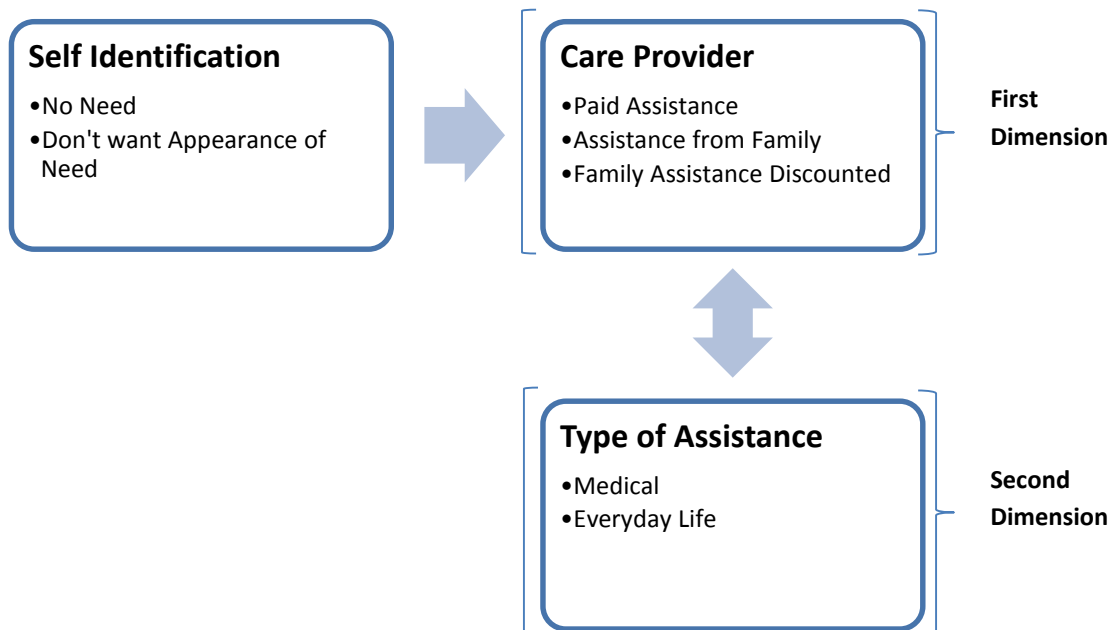 Self Identification
•No Need
•Don't want Appearance of
Need
Care Provider
•Paid Assistance
•Assistance from Family
•Family Assistance Discounted
First
Dimension
Type of Assistance
•Medical
•Everyday Life
Second
Dimension